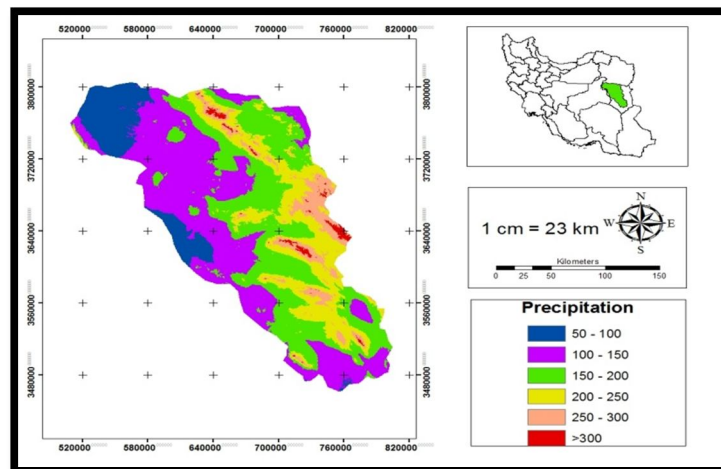 520000 580000 640000 700000 760000 820000
3800000 3800000
3720000 3720000
3640000 3640000
3560000 3560000
3480000 3480000
520000 580000 640000 700000 760000 820000
1 cm = 23 km
N
W E
S
Kilometers
0 25 50 100 150
Precipitation
50 - 100
100 - 150
150 - 200
200 - 250
250 - 300
>300